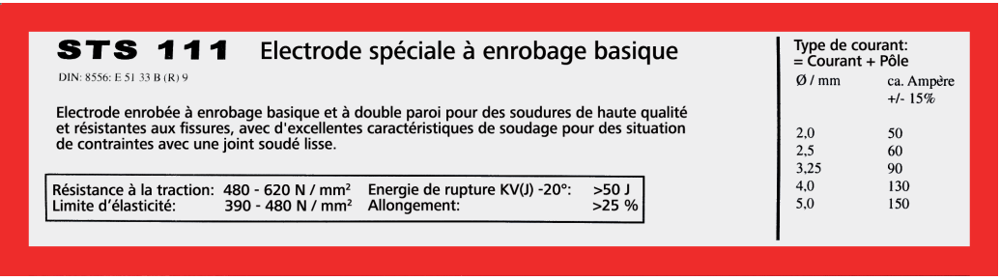 STS 111 Electrode spéciale à enrobage basique
DIN: 8556: E 51 33 B (R) 9
Electrode enrobée à enrobage basique et à double paroi pour des soudures de haute qualité
et résistantes aux fissures, avec d'excellentes caractéristiques de soudage pour des situation
de contraintes avec une joint soudé lisse.
Résistance à la traction: 480 - 620 N / mm² Energie de rupture KV(J) -20°: >50 J
Limite d'élasticité: 390 - 480 N / mm² Allongement: >25 %
Type de courant:
= Courant + Pôle
Ø / mm ca. Ampère
+/- 15%
2,0 50
2,5 60
3,25 90
4,0 130
5,0 150